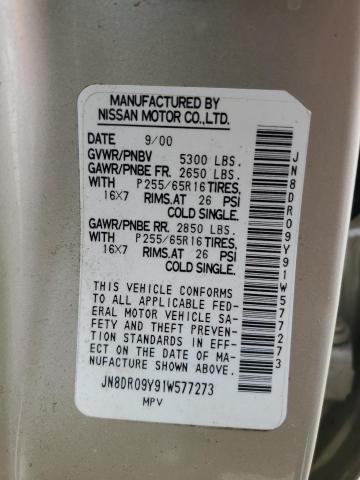 MANUFACTURED BY
NISSAN MOTOR CO.,LTD.
DATE 9/00
GVWR/PNBV 5300 LBS.
GAWR/PNBE FR. 2650 LBS.
WITH P255/65R16 TIRES,
16X7 RIMS.AT 26 PSI
COLD SINGLE.
GAWR/PNBE RR. 2850 LBS.
WITH P255/65R16 TIRES,
16X7 RIMS.AT 26 PSI
COLD SINGLE.
THIS VEHICLE CONFORMS
TO ALL APPLICABLE FED-
ERAL MOTOR VEHICLE SAF-
ETY AND THEFT PREVEN-
TION STANDARDS IN EFF-
ECT ON THE DATE OF MA-
NUFACTURE SHOWN ABOVE.
JN8DR09Y91W577273
MPV
JN8DR09Y91W577273